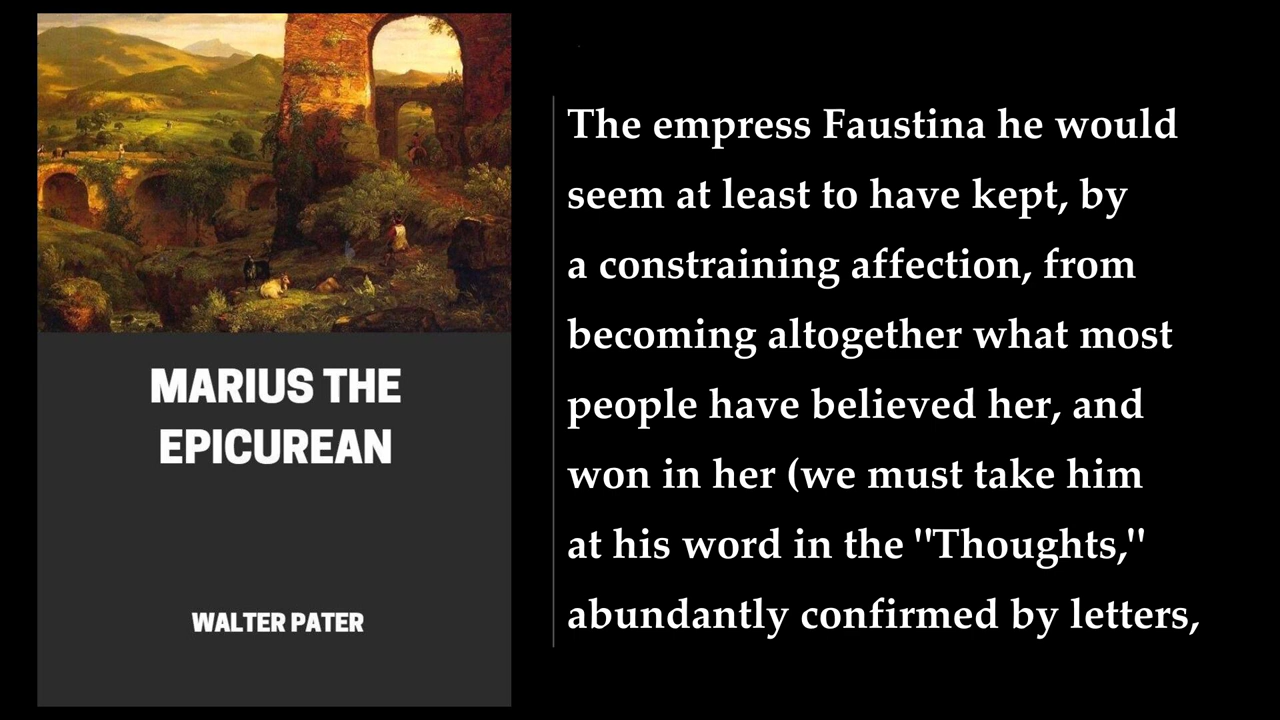 MARIUS THE
EPICUREAN
WALTER PATER
The empress Faustina he would
seem at least to have kept, by
a constraining affection, from
becoming altogether what most
people have believed her, and
won in her (we must take him
at his word in the "Thoughts,"
abundantly confirmed by letters,